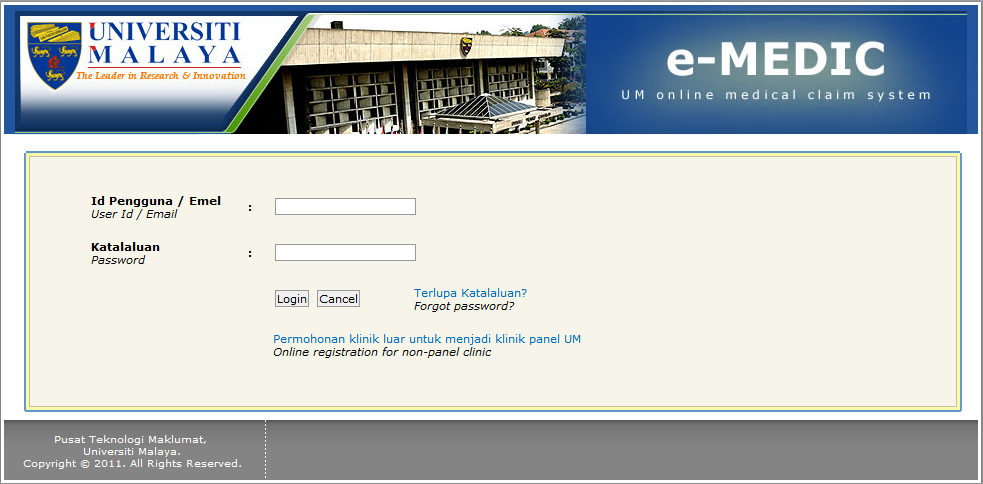 UNIVERSITI
MALAYA
The Leader in Research & Innovation
e-MEDIC
UM online medical claim system
Id Pengguna / Emel
User Id / Email
:
Katalaluan
Password
:
Login Cancel
Terlupa Katalaluan?
Forgot password?
Permohonan klinik luar untuk menjadi klinik panel UM
Online registration for non-panel clinic
Pusat Teknologi Maklumat,
Universiti Malaya.
Copyright © 2011. All Rights Reserved.